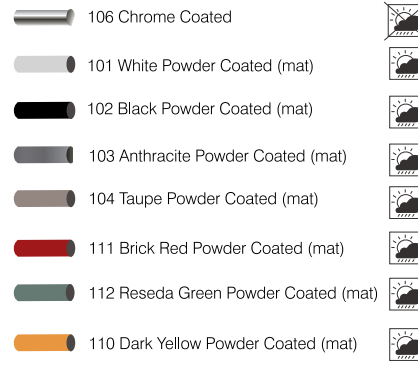 106 Chrome Coated
101 White Powder Coated (mat)
102 Black Powder Coated (mat)
103 Anthracite Powder Coated (mat)
104 Taupe Powder Coated (mat)
111 Brick Red Powder Coated (mat)
112 Reseda Green Powder Coated (mat)
110 Dark Yellow Powder Coated (mat)